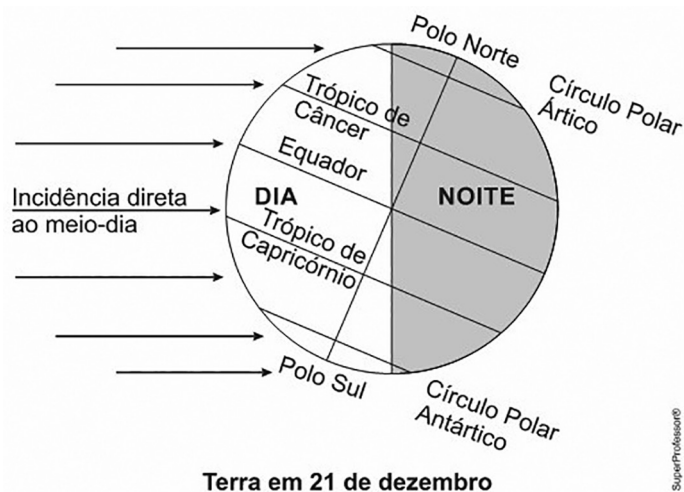 Polo Norte
Círculo Polar
Ártico
Trópico de
Câncer
Equador
Incidência direta
ao meio-dia
DIA
NOITE
Trópico de
Capricórnio
Polo Sul
Círculo Polar
Antártico
SuperProfessor®
Terra em 21 de dezembro